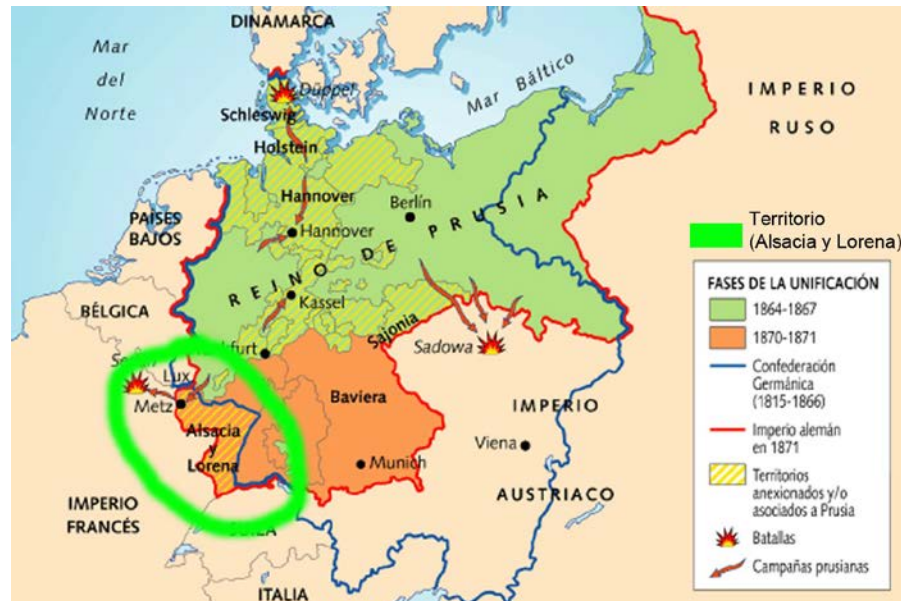 DINAMARCA
Mar
del
Norte
Düppel
Mar Báltico
Schleswig
Holstein
IMPERIO
RUSO
Hannover
Berlín
PAÍSES
BAJOS
Hannover
REINO DE PRUSIA
Territorio
(Alsacia y Lorena)
BÉLGICA
Kassel
Sajonia
Sadowa
Lux
Metz
Baviera
Alsacia
y
Lorena
IMPERIO
Viena
Munich
AUSTRIACO
IMPERIO
FRANCÉS
ITALIA
FASES DE LA UNIFICACIÓN
1864-1867
1870-1871
Confederación
Germánica
(1815-1866)
Imperio alemán
en 1871
Territorios
anexionados y/o
asociados a Prusia
Batallas
Campañas prusianas